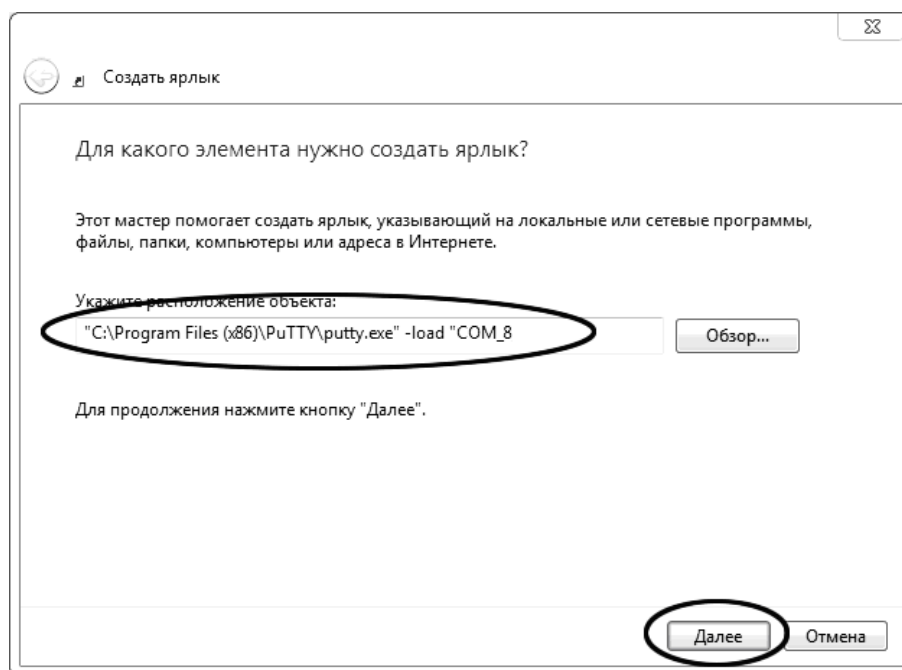 Создать ярлык
Для какого элемента нужно создать ярлык?
Этот мастер помогает создать ярлык, указывающий на локальные или сетевые программы,
файлы, папки, компьютеры или адреса в Интернете.
Укажите расположение объекта:
"C:\Program Files (x86)\PuTTY\putty.exe" -load "COM_8
Обзор...
Для продолжения нажмите кнопку "Далее".
Далее
Отмена